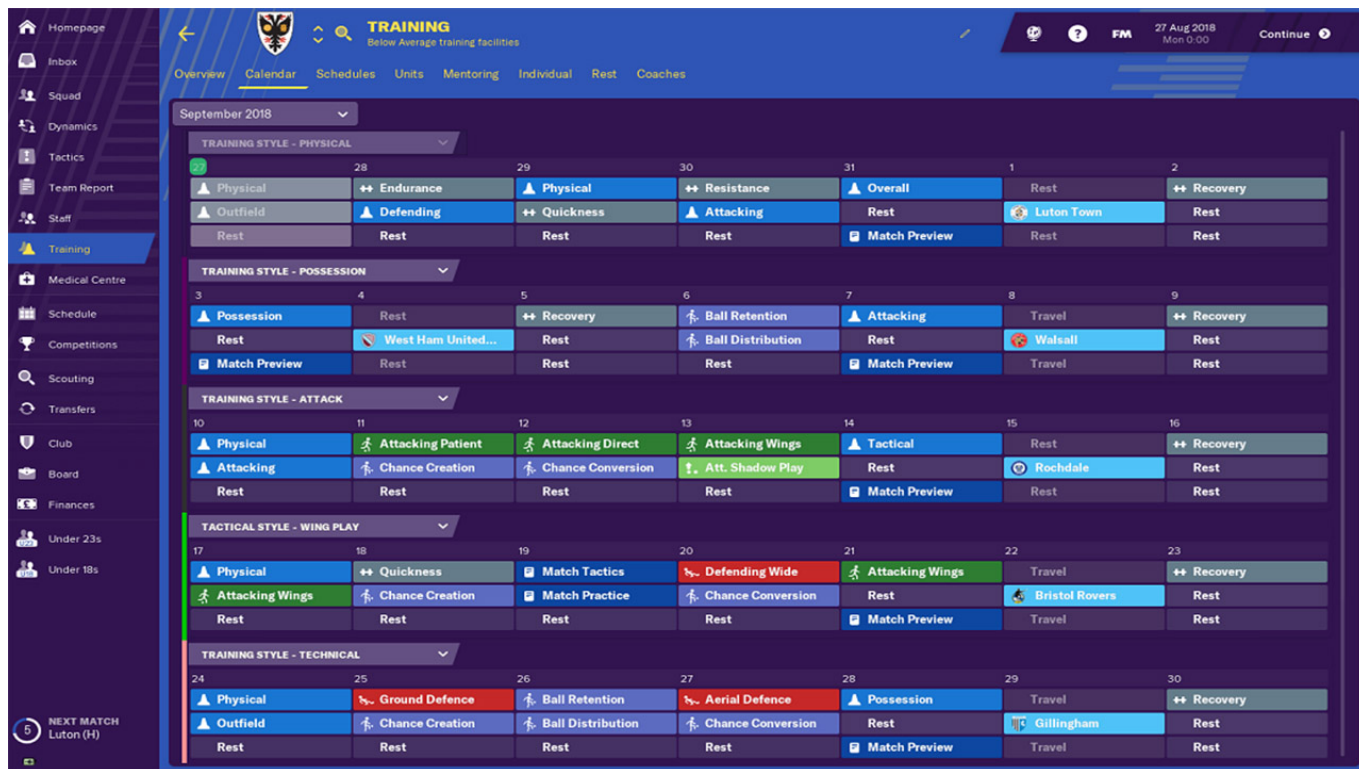 Homepage
Inbox
Squad
Dynamics
Tactics
Team Report
Staff
Training
Medical Centre
Schedule
Competitions
Scouting
Transfers
Club
Board
Finances
Under 23s
Under 18s
5
NEXT MATCH
Luton (H)
TRAINING
Below Average training facilities
? FM 27 Aug 2018
Mon 0:00
Continue
Overview Calendar Schedules Units Mentoring Individual Rest Coaches
September 2018
TRAINING STYLE - PHYSICAL
27 28 29 30 31 1 2
Physical Endurance Physical Resistance Overall Rest Recovery
Outfield Defending Quickness Attacking Rest Luton Town Rest
Rest Rest Rest Rest Match Preview Rest Rest
TRAINING STYLE - POSSESSION
3 4 5 6 7 8 9
Possession Rest Recovery Ball Retention Attacking Travel Recovery
Rest West Ham United... Rest Ball Distribution Rest Walsall Rest
Match Preview Rest Rest Rest Match Preview Travel Rest
TRAINING STYLE - ATTACK
10 11 12 13 14 15 16
Physical Attacking Patient Attacking Direct Attacking Wings Tactical Rest Recovery
Attacking Chance Creation Chance Conversion Att. Shadow Play Rest Rochdale Rest
Rest Rest Rest Rest Match Preview Rest Rest
TACTICAL STYLE - WING PLAY
17 18 19 20 21 22 23
Physical Quickness Match Tactics Defending Wide Attacking Wings Travel Recovery
Attacking Wings Chance Creation Match Practice Chance Conversion Rest Bristol Rovers Rest
Rest Rest Rest Rest Match Preview Travel Rest
TRAINING STYLE - TECHNICAL
24 25 26 27 28 29 30
Physical Ground Defence Ball Retention Aerial Defence Possession Travel Recovery
Outfield Chance Creation Ball Distribution Chance Conversion Rest Gillingham Rest
Rest Rest Rest Rest Match Preview Travel Rest